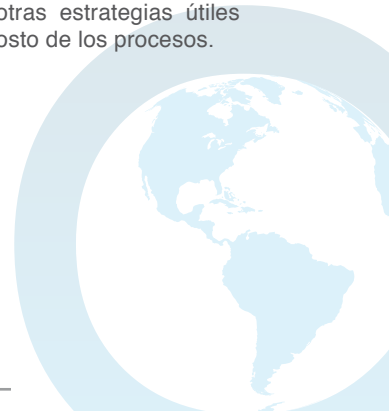 otras estrategias útiles
osto de los procesos.